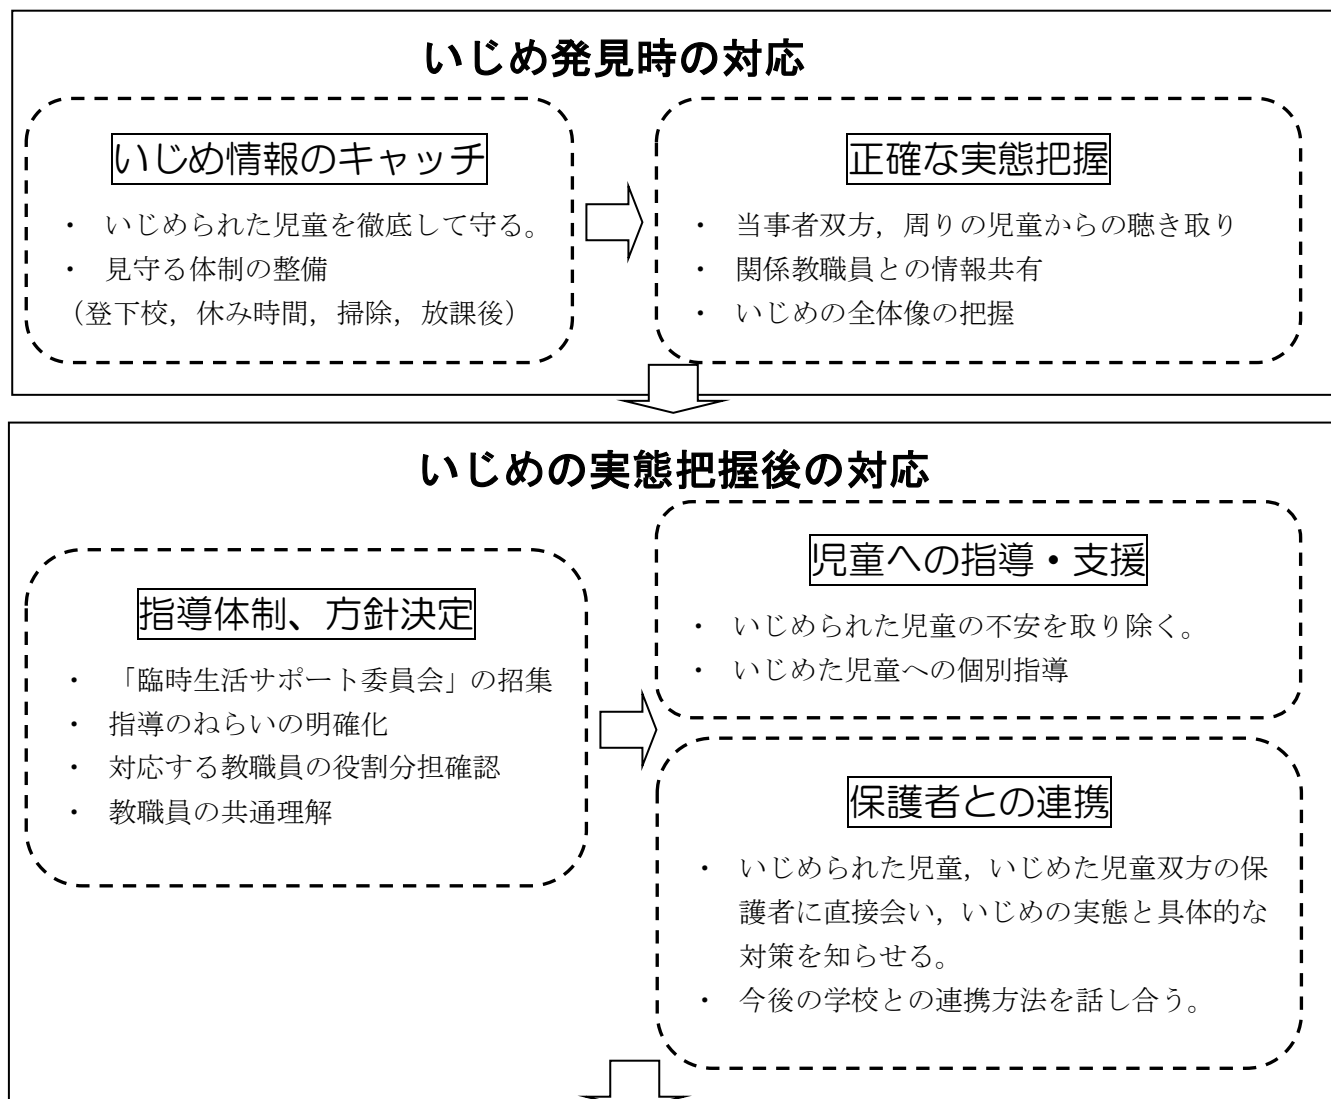 いじめ発見時の対応
いじめ情報のキャッチ
・ いじめられた児童を徹底して守る。
・ 見守る体制の整備
（登下校，休み時間，掃除，放課後）
正確な実態把握
・ 当事者双方，周りの児童からの聴き取り
・ 関係教職員との情報共有
・ いじめの全体像の把握
いじめの実態把握後の対応
指導体制、方針決定
・ 「臨時生活サポート委員会」の招集
・ 指導のねらいの明確化
・ 対応する教職員の役割分担確認
・ 教職員の共通理解
児童への指導・支援
・ いじめられた児童の不安を取り除く。
・ いじめた児童への個別指導
保護者との連携
・ いじめられた児童，いじめた児童双方の保
護者に直接会い，いじめの実態と具体的な
対策を知らせる。
・ 今後の学校との連携方法を話し合う。